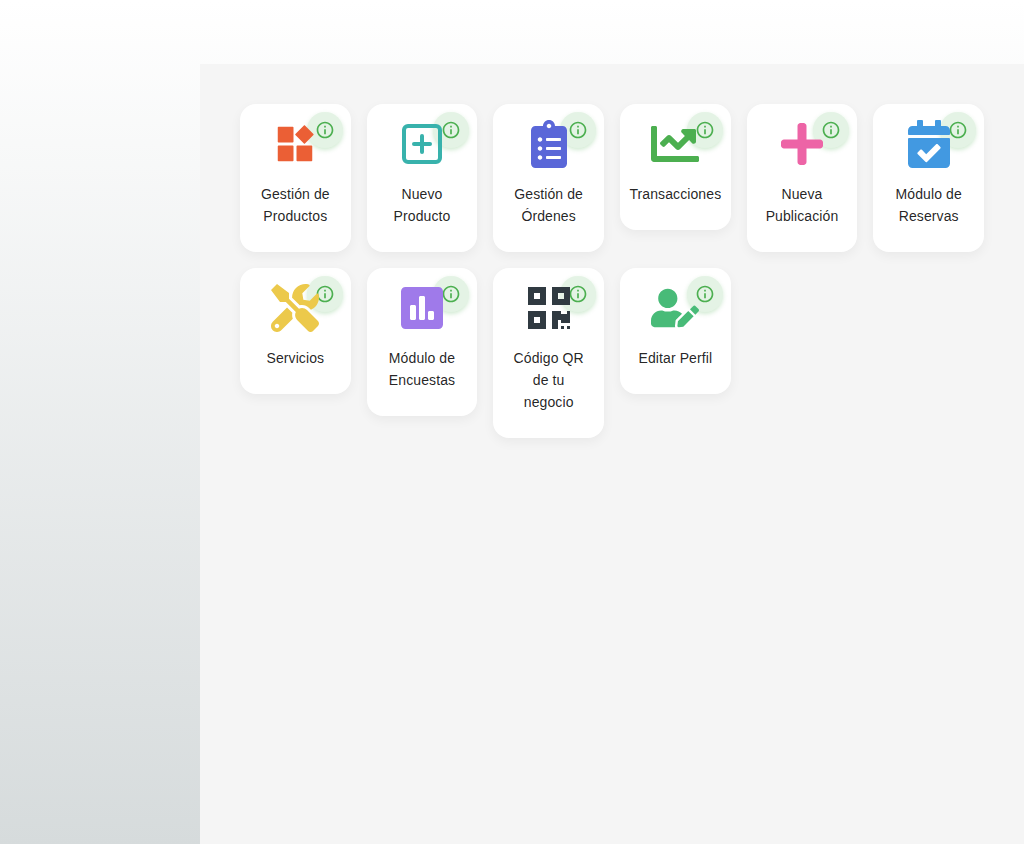 Gestión de
Productos
Nuevo
Producto
Gestión de
Órdenes
Transacciones
Nueva
Publicación
Módulo de
Reservas
Servicios
Módulo de
Encuestas
Código QR
de tu
negocio
Editar Perfil